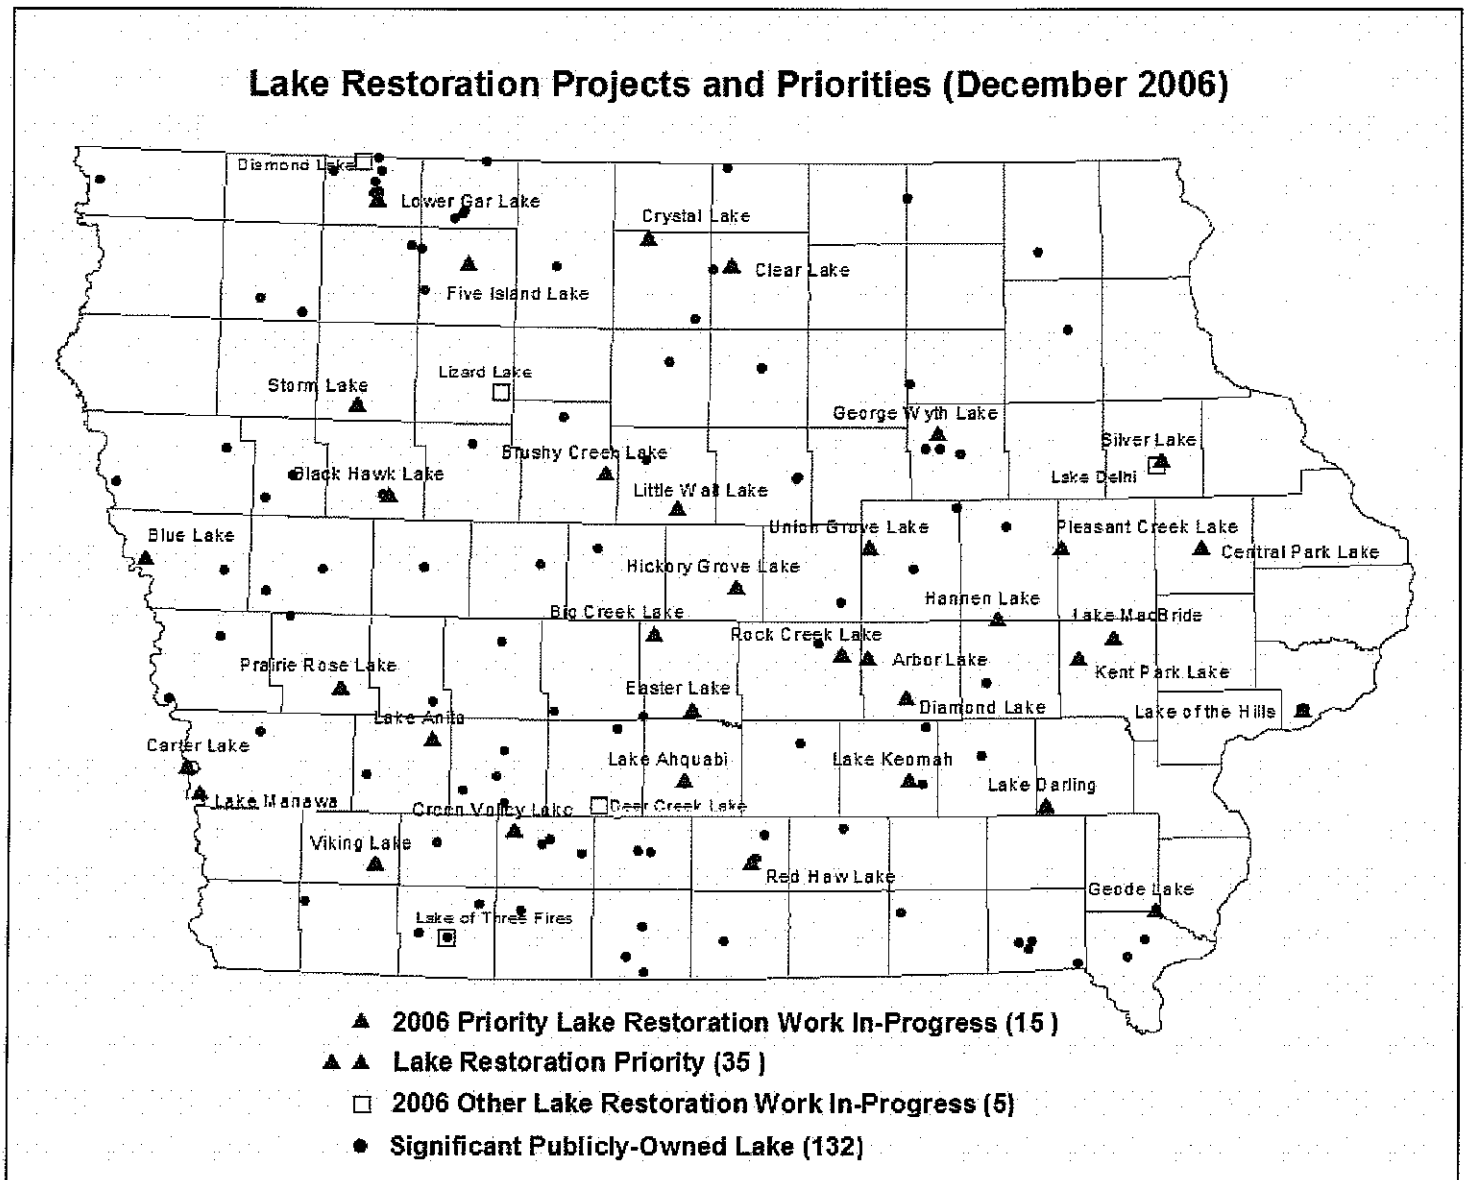 Lake Restoration Projects and Priorities (December 2006)
Diamond Lake
Lower Gar Lake
Crystal Lake
Clear Lake
Five Island Lake
Lizard Lake
Storm Lake
George Wyth Lake
Silver Lake
Brushy Creek Lake
Black Hawk Lake
Lake Delhi
Little Wall Lake
Union Grove Lake
Pleasant Creek Lake
Blue Lake
Central Park Lake
Hickory Grove Lake
Hannen Lake
Big Creek Lake
Lake MacBride
Rock Creek Lake
Prairie Rose Lake
Arbor Lake
Kent Park Lake
Easter Lake
Diamond Lake
Lake of the Hills
Lake Anita
Carter Lake
Lake Ahquabi
Lake Keomah
Lake Darling
Lake Manawa
Green Valley Lake
Deer Creek Lake
Viking Lake
Red Haw Lake
Geode Lake
Lake of Three Fires
2006 Priority Lake Restoration Work In-Progress (15 )
Lake Restoration Priority (35 )
2006 Other Lake Restoration Work In-Progress (5)
Significant Publicly-Owned Lake (132)